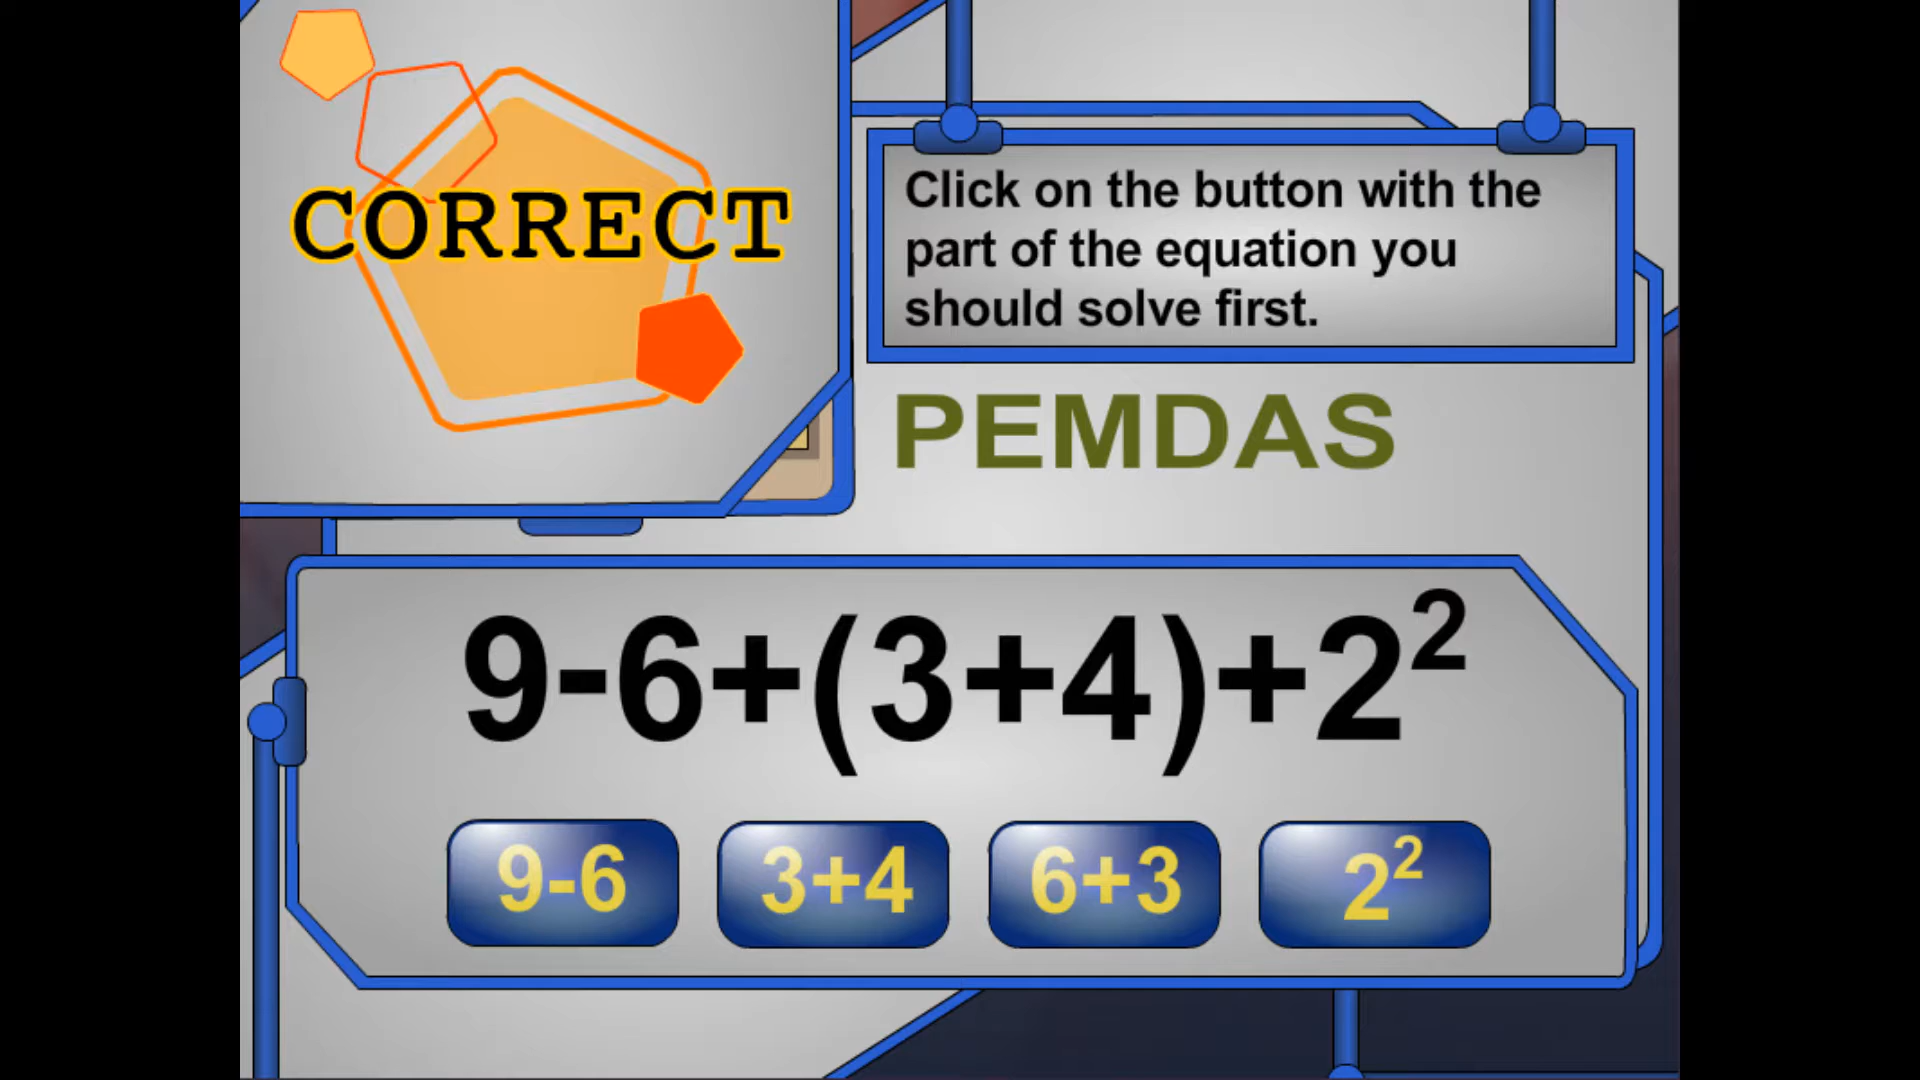 CORRECT
Click on the button with the
part of the equation you
should solve first.
PEMDAS
9-6+(3+4)+2²
9-6
3+4
6+3
2²